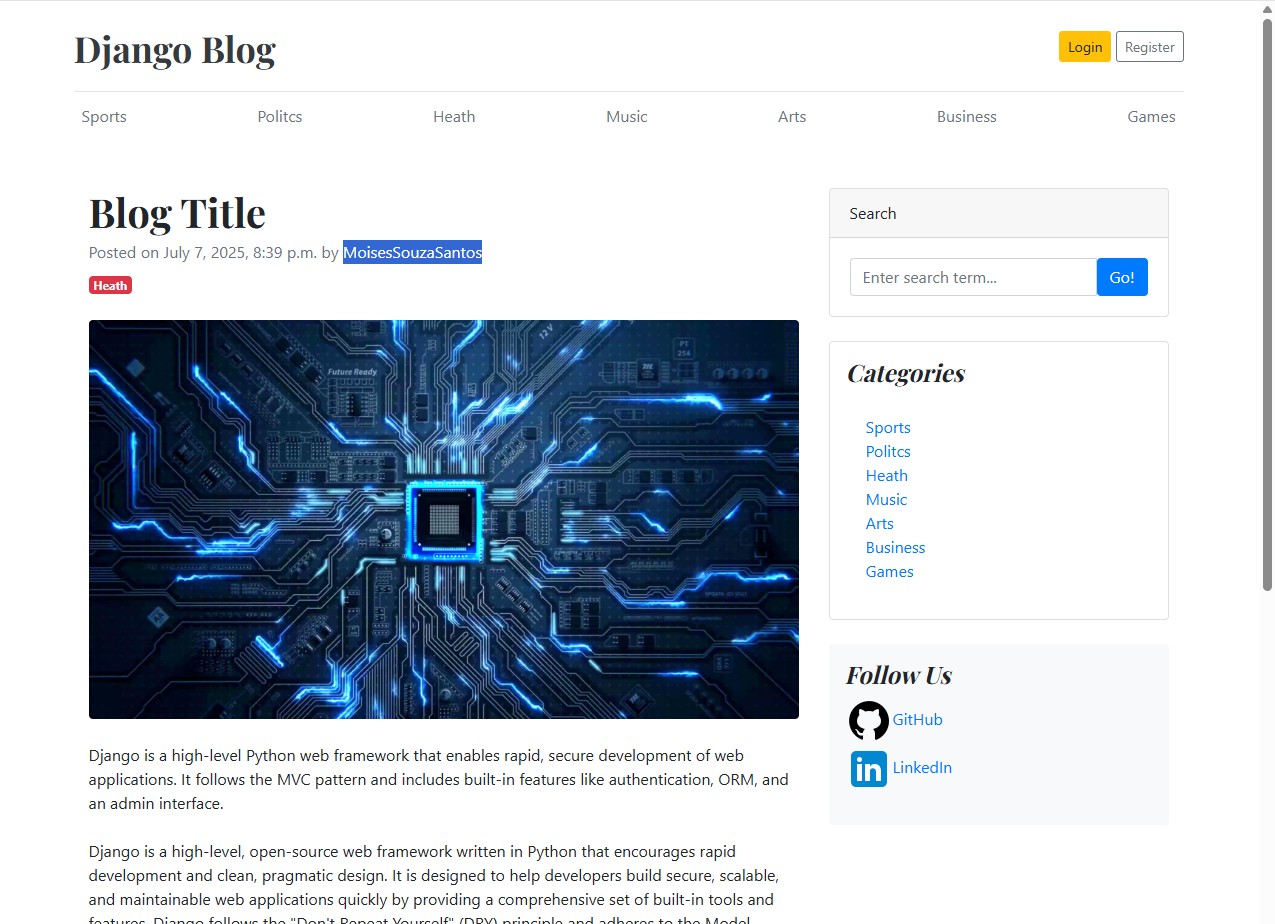 Django Blog
Login
Register
Sports
Politcs
Heath
Music
Arts
Business
Games
Blog Title
Posted on July 7, 2025, 8:39 p.m. by MoisesSouzaSantos
Heath
12 V
PT
254
Future Ready
Django is a high-level Python web framework that enables rapid, secure development of web
applications. It follows the MVC pattern and includes built-in features like authentication, ORM, and
an admin interface.
Django is a high-level, open-source web framework written in Python that encourages rapid
development and clean, pragmatic design. It is designed to help developers build secure, scalable,
and maintainable web applications quickly by providing a comprehensive set of built-in tools and
features. Django follows the "Don't Repeat Yourself" (DRY) principle and adheres to the Model
Search
Enter search term...
Go!
Categories
Sports
Politcs
Heath
Music
Arts
Business
Games
Follow Us
GitHub
in
LinkedIn